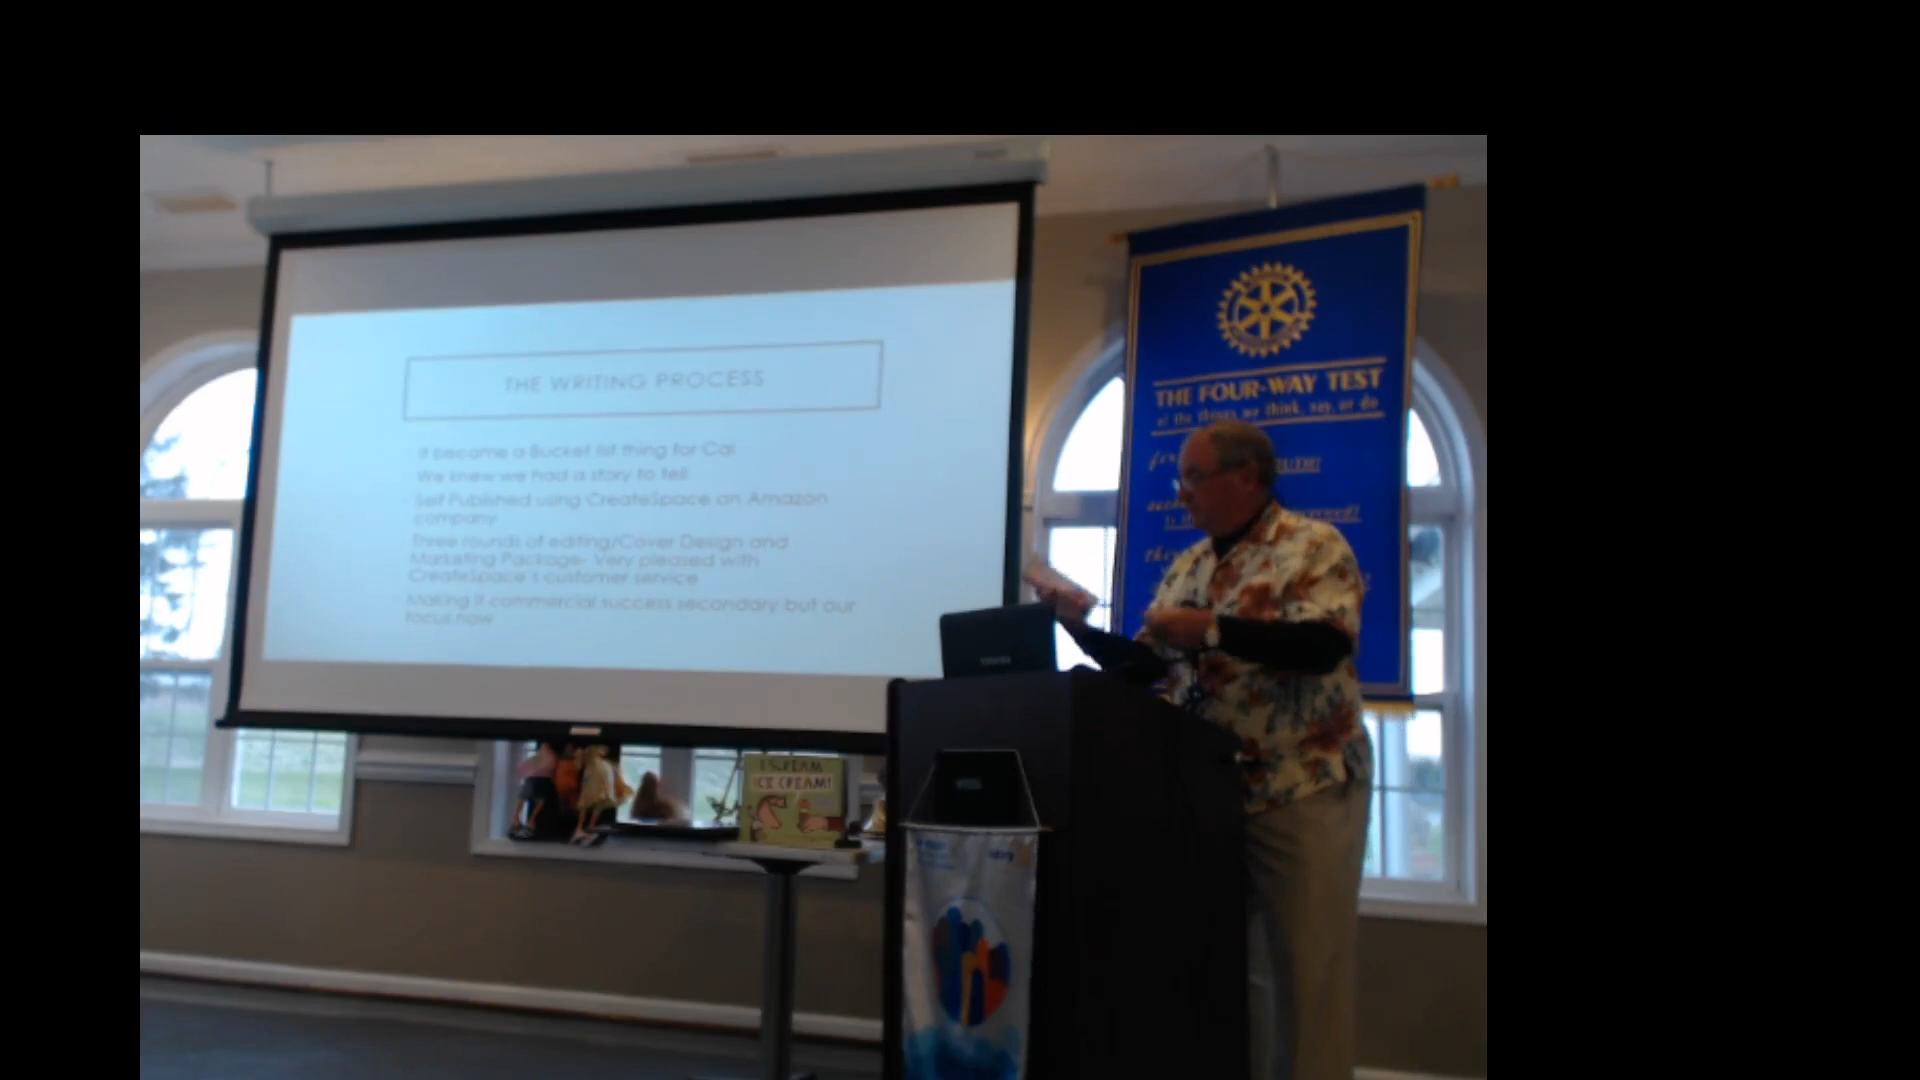 THE WRITING PROCESS
It became a Bucket list thing for Cal
We knew we had a story to tell
Self Published using CreateSpace an Amazon
company
Three rounds of editing/Cover Design and
Marketing Package- Very pleased with
CreateSpace's customer service
Making it commercial success secondary but our
focus now
THE FOUR-WAY TEST
of the things we think, say, or do
I SCREAM
ICE CREAM!
TOSHIBA